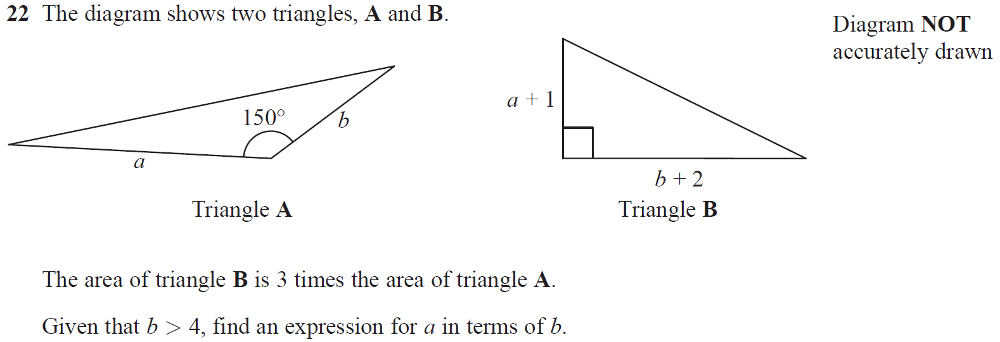 22 The diagram shows two triangles, A and B.
Diagram NOT
accurately drawn
150°
b
a
a + 1
b + 2
Triangle A
Triangle B
The area of triangle B is 3 times the area of triangle A.
Given that b > 4, find an expression for a in terms of b.